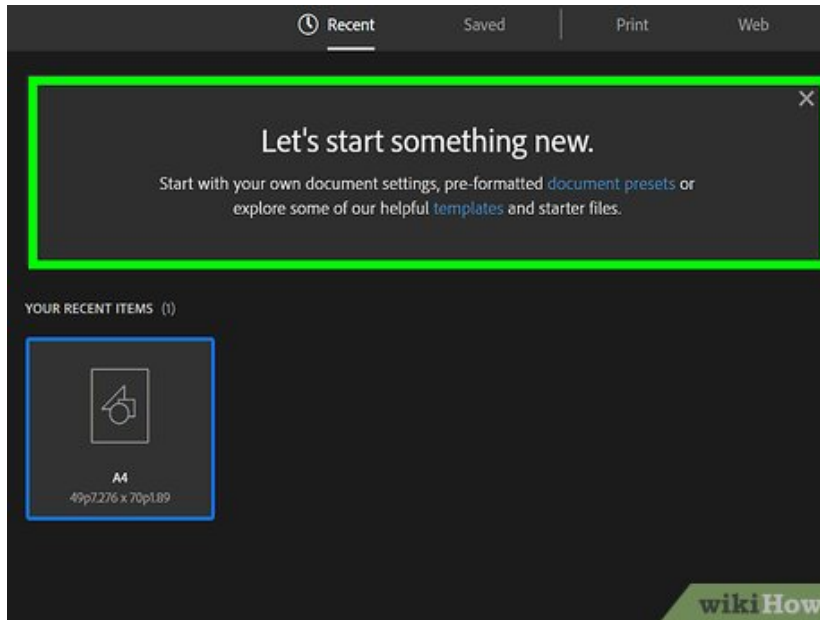 Recent Saved Print Web
Let's start something new.
Start with your own document settings, pre-formatted document presets or
explore some of our helpful templates and starter files.
YOUR RECENT ITEMS (1)
A4
49p7.276 x 70p1.89
wikiHow